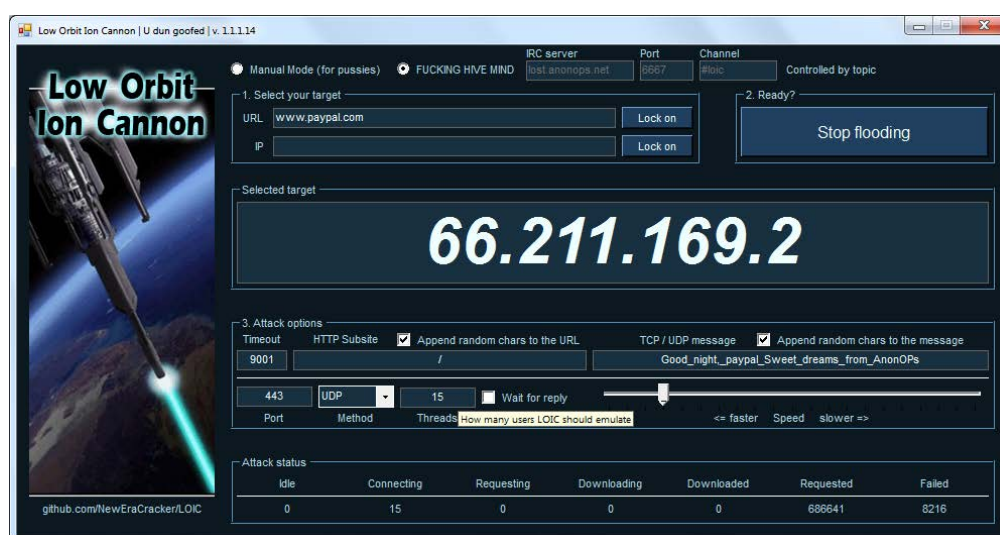 Low Orbit Ion Cannon | U dun goofed | v. 1.1.1.14
Low Orbit
Ion Cannon
IRC server Port Channel
Manual Mode (for pussies) FUCKING HIVE MIND lost.anonops.net 6667 #loic Controlled by topic
1. Select your target
URL www.paypal.com Lock on
IP Lock on
2. Ready?
Stop flooding
Selected target
66.211.169.2
3. Attack options
Timeout HTTP Subsite Append random chars to the URL TCP / UDP message Append random chars to the message
9001 / Good_night,_paypal_Sweet_dreams_from_AnonOPs
443 UDP 15 Wait for reply
Port Method Threads How many users LOIC should emulate <= faster Speed slower =>
Attack status
Idle Connecting Requesting Downloading Downloaded Requested Failed
0 15 0 0 0 686641 8216
github.com/NewEraCracker/LOIC